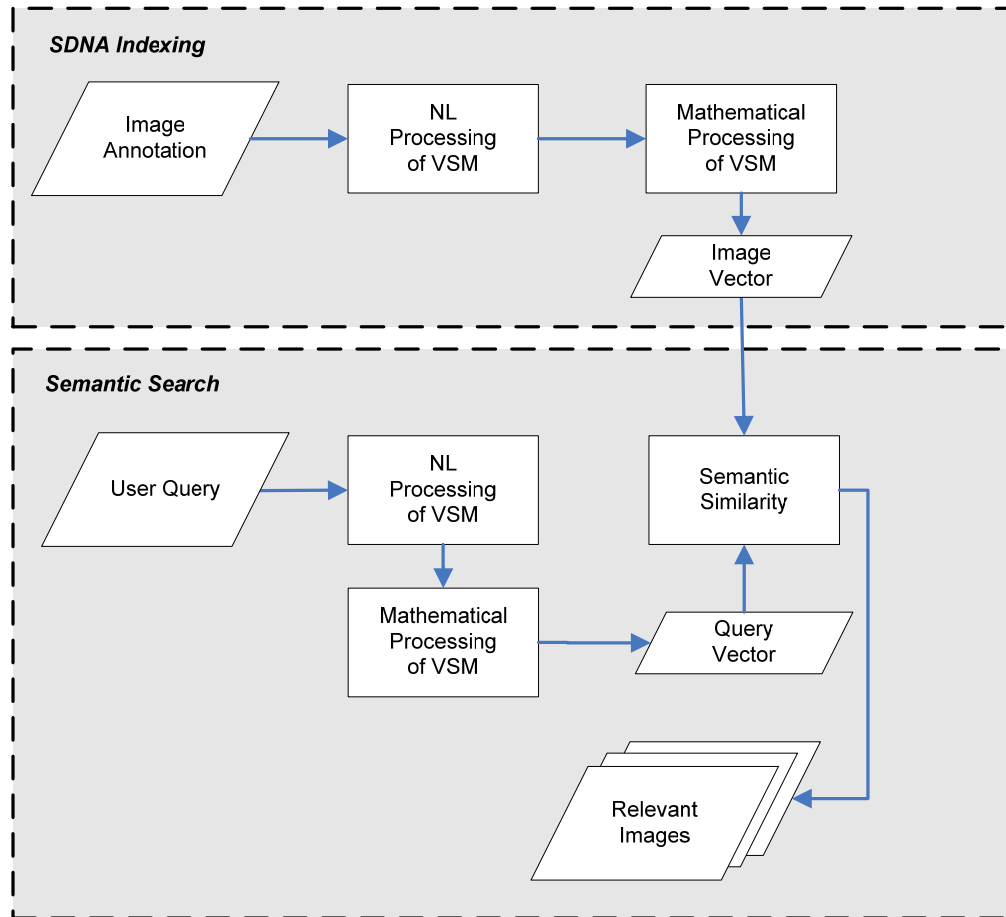 SDNA Indexing
Image
Annotation
NL
Processing
of VSM
Mathematical
Processing
of VSM
Image
Vector
Semantic Search
User Query
NL
Processing
of VSM
Semantic
Similarity
Mathematical
Processing
of VSM
Query
Vector
Relevant
Images